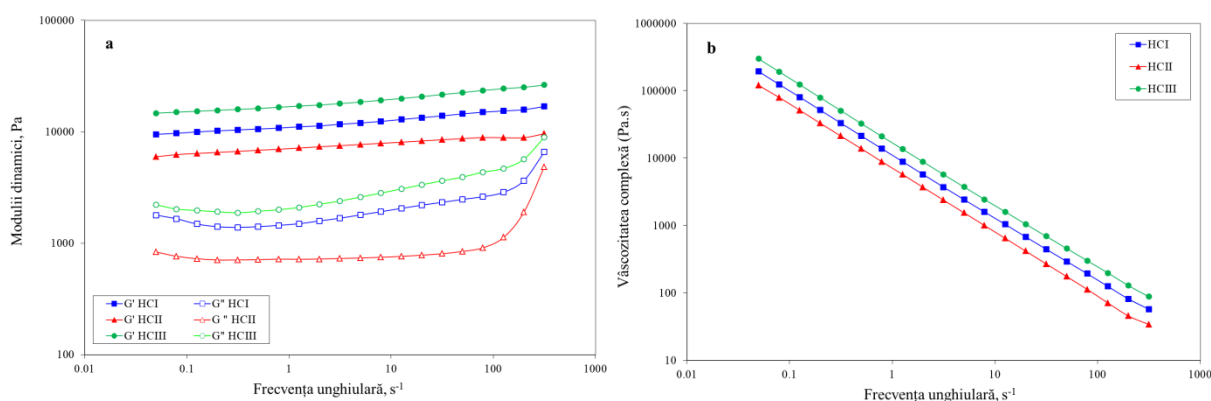 a
Modulii dinamici, Pa
100000
10000
1000
100
0.01
0.1
1
10
100
1000
Frecvența unghiulară, s-1
G' HCI
G" HCI
G' HCII
G " HCII
G' HCIII
G" HCIII
b
Vâscozitatea complexă (Pa.s)
1000000
100000
10000
1000
100
10
0.01
0.1
1
10
100
1000
Frecvența unghiulară, s-1
HCI
HCII
HCIII